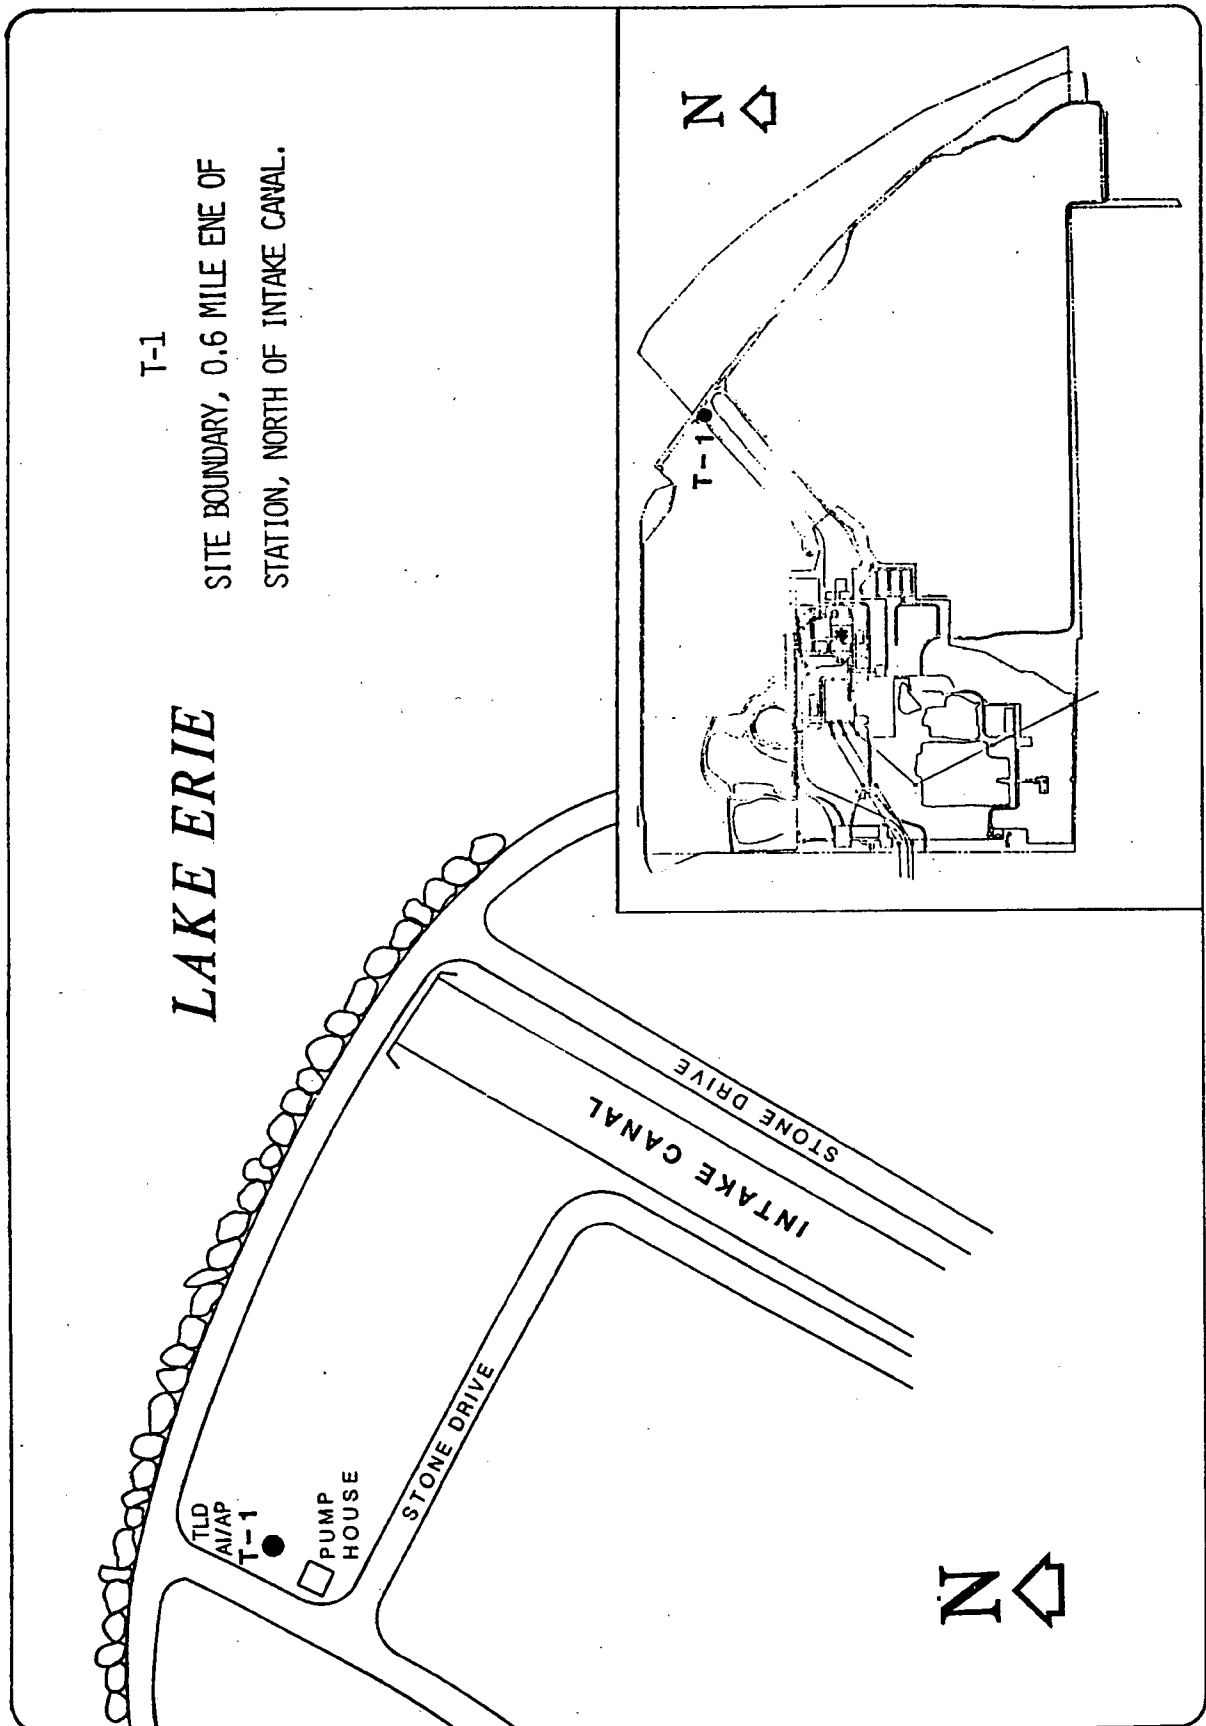 T-1
SITE BOUNDARY, 0.6 MILE ENE OF
STATION, NORTH OF INTAKE CANAL.
LAKE ERIE
N
T-1
STONE DRIVE
INTAKE CANAL
STONE DRIVE
TLD
AI/AP
T-1
PUMP
HOUSE
N